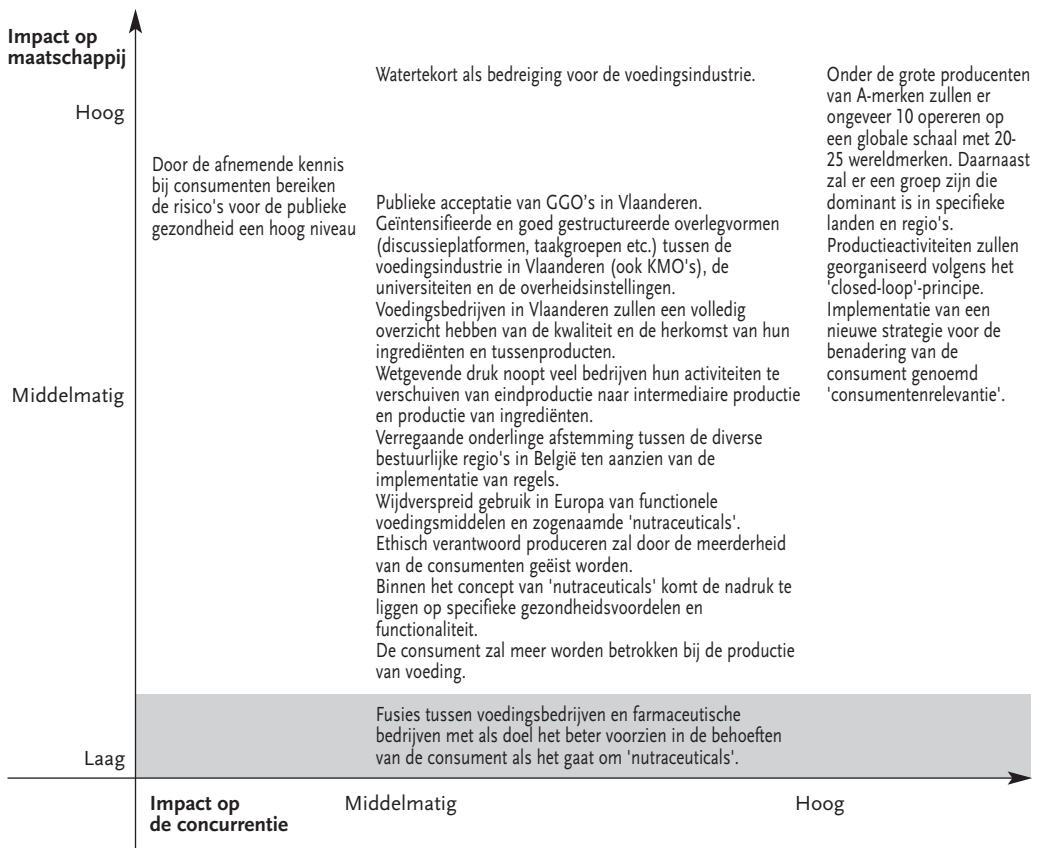 Impact op
maatschappij
Hoog
Middelmatig
Laag
Door de afnemende kennis
bij consumenten bereiken
de risico's voor de publieke
gezondheid een hoog niveau
Watertekort als bedreiging voor de voedingsindustrie.
Publieke acceptatie van GGO's in Vlaanderen.
Geïntensifieerde en goed gestructureerde overlegvormen
(discussieplatformen, taakgroepen etc.) tussen de
voedingsindustrie in Vlaanderen (ook KMO's), de
universiteiten en de overheidsinstellingen.
Voedingsbedrijven in Vlaanderen zullen een volledig
overzicht hebben van de kwaliteit en de herkomst van hun
ingrediënten en tussenproducten.
Wetgevende druk noopt veel bedrijven hun activiteiten te
verschuiven van eindproductie naar intermediaire productie
en productie van ingrediënten.
Verregaande onderlinge afstemming tussen de diverse
bestuurlijke regio's in België ten aanzien van de
implementatie van regels.
Wijdverspreid gebruik in Europa van functionele
voedingsmiddelen en zogenaamde 'nutraceuticals'.
Ethisch verantwoord produceren zal door de meerderheid
van de consumenten geëist worden.
Binnen het concept van 'nutraceuticals' komt de nadruk te
liggen op specifieke gezondheidsvoordelen en
functionaliteit.
De consument zal meer worden betrokken bij de productie
van voeding.
Fusies tussen voedingsbedrijven en farmaceutische
bedrijven met als doel het beter voorzien in de behoeften
van de consument als het gaat om 'nutraceuticals'.
Onder de grote producenten
van A-merken zullen er
ongeveer 10 opereren op
een globale schaal met 20-
25 wereldmerken. Daarnaast
zal er een groep zijn die
dominant is in specifieke
landen en regio's.
Productieactiviteiten zullen
georganiseerd volgens het
'closed-loop'-principe.
Implementatie van een
nieuwe strategie voor de
benadering van de
consument genoemd
'consumentenrelevantie'.
Impact op
de concurrentie
Middelmatig
Hoog